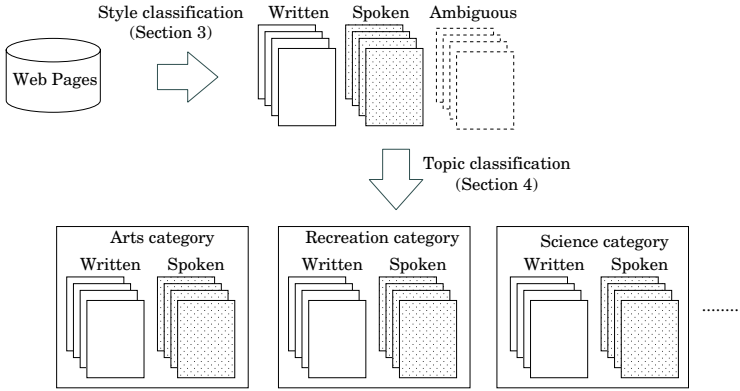 Style classification
(Section 3)
Written
Spoken
Ambiguous
Web Pages
Topic classification
(Section 4)
Arts category
Written
Spoken
Recreation category
Written
Spoken
Science category
Written
Spoken
........